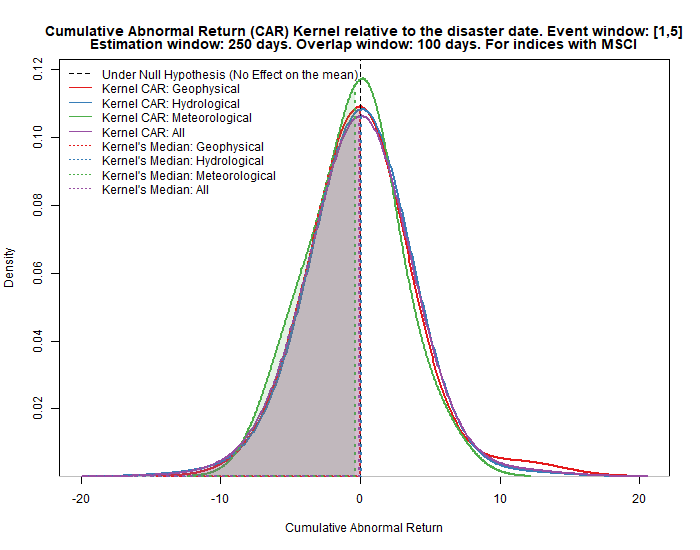 Cumulative Abnormal Return (CAR) Kernel relative to the disaster date. Event window: [1,5]
Estimation window: 250 days. Overlap window: 100 days. For indices with MSCI
Under Null Hypothesis (No Effect on the mean)
Kernel CAR: Geophysical
Kernel CAR: Hydrological
Kernel CAR: Meteorological
Kernel CAR: All
Kernel's Median: Geophysical
Kernel's Median: Hydrological
Kernel's Median: Meteorological
Kernel's Median: All
0.12
0.10
0.08
0.06
0.04
0.02
Density
-20
-10
0
10
20
Cumulative Abnormal Return